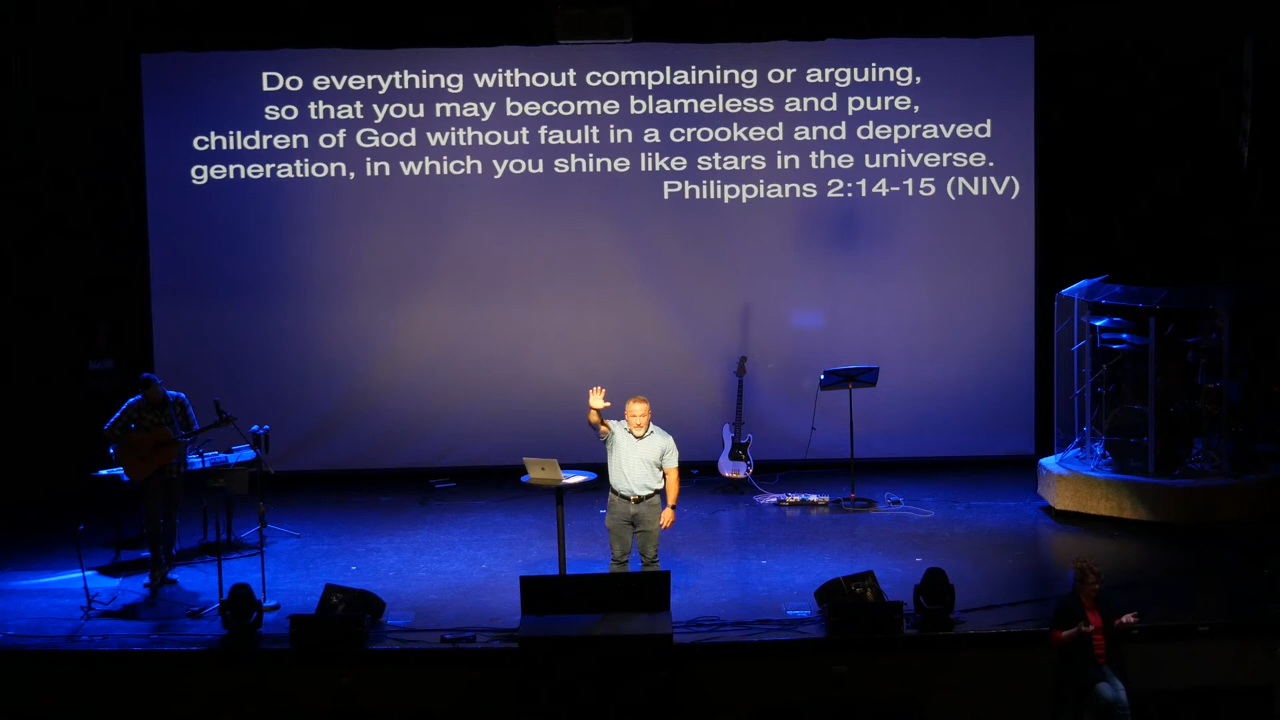 Do everything without complaining or arguing,
so that you may become blameless and pure,
children of God without fault in a crooked and depraved
generation, in which you shine like stars in the universe.
Philippians 2:14-15 (NIV)